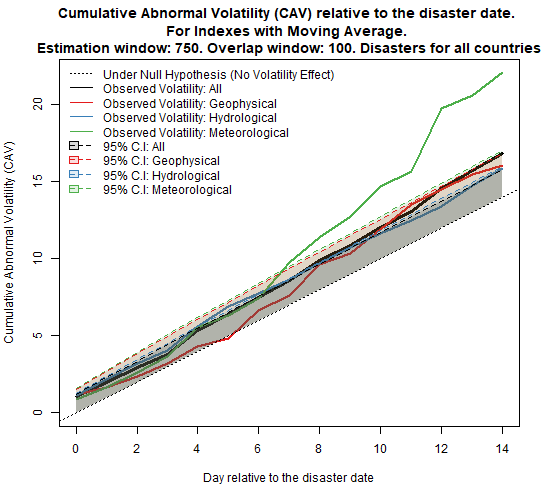 Cumulative Abnormal Volatility (CAV) relative to the disaster date.
For Indexes with Moving Average.
Estimation window: 750. Overlap window: 100. Disasters for all countries
Under Null Hypothesis (No Volatility Effect)
Observed Volatility: All
Observed Volatility: Geophysical
Observed Volatility: Hydrological
Observed Volatility: Meteorological
95% C.I: All
95% C.I: Geophysical
95% C.I: Hydrological
95% C.I: Meteorological
Cumulative Abnormal Volatility (CAV)
20
15
10
5
0
0 2 4 6 8 10 12 14
Day relative to the disaster date